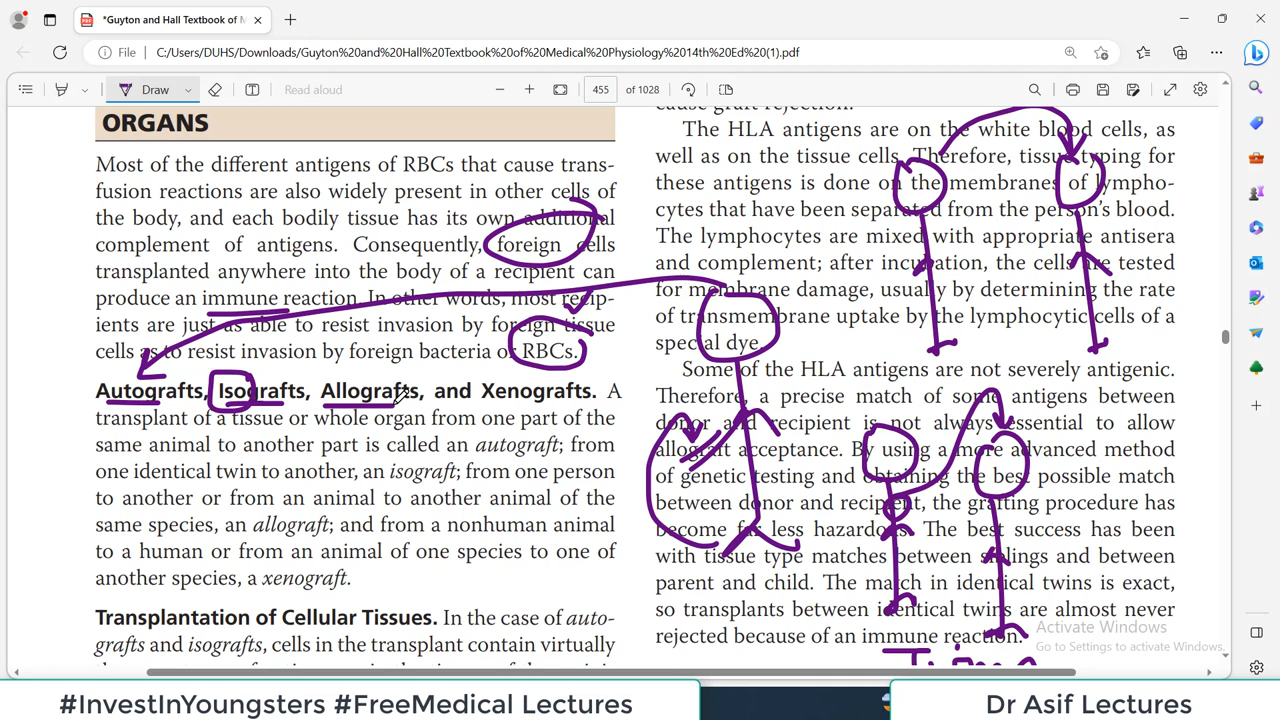 *Guyton and Hall Textbook of M
File
C:/Users/DUHS/Downloads/Guyton%20and%20Hall%20Textbook%20of%20Medical%20Physiology%2014th%20Ed%20(1).pdf
Draw
Read aloud
455 of 1028
ORGANS
Most of the different antigens of RBCs that cause trans-
fusion reactions are also widely present in other cells of
the body, and each bodily tissue has its own additional
complement of antigens. Consequently, foreign cells
transplanted anywhere into the body of a recipient can
produce an immune reaction. In other words, most recip-
ients are just as able to resist invasion by foreign tissue
cells as to resist invasion by foreign bacteria or RBCs.
Autografts, Isografts, Allografts, and Xenografts. A
transplant of a tissue or whole organ from one part of the
same animal to another part is called an autograft; from
one identical twin to another, an isograft; from one person
to another or from an animal to another animal of the
same species, an allograft; and from a nonhuman animal
to a human or from an animal of one species to one of
another species, a xenograft.
Transplantation of Cellular Tissues. In the case of auto-
grafts and isografts, cells in the transplant contain virtually
cause graft rejection.
The HLA antigens are on the white blood cells, as
well as on the tissue cells. Therefore, tissue typing for
these antigens is done on the membranes of lympho-
cytes that have been separated from the person's blood.
The lymphocytes are mixed with appropriate antisera
and complement; after incubation, the cells are tested
for membrane damage, usually by determining the rate
of transmembrane uptake by the lymphocytic cells of a
special dye.
Some of the HLA antigens are not severely antigenic.
Therefore, a precise match of some antigens between
donor and recipient is not always essential to allow
allograft acceptance. By using a more advanced method
of genetic testing and obtaining the best possible match
between donor and recipient, the grafting procedure has
become far less hazardous. The best success has been
with tissue type matches between siblings and between
parent and child. The match in identical twins is exact,
so transplants between identical twins are almost never
rejected because of an immune reaction.
Activate Windows
Go to Settings to activate Windows.
#InvestInYoungsters #FreeMedical Lectures
Dr Asif Lectures